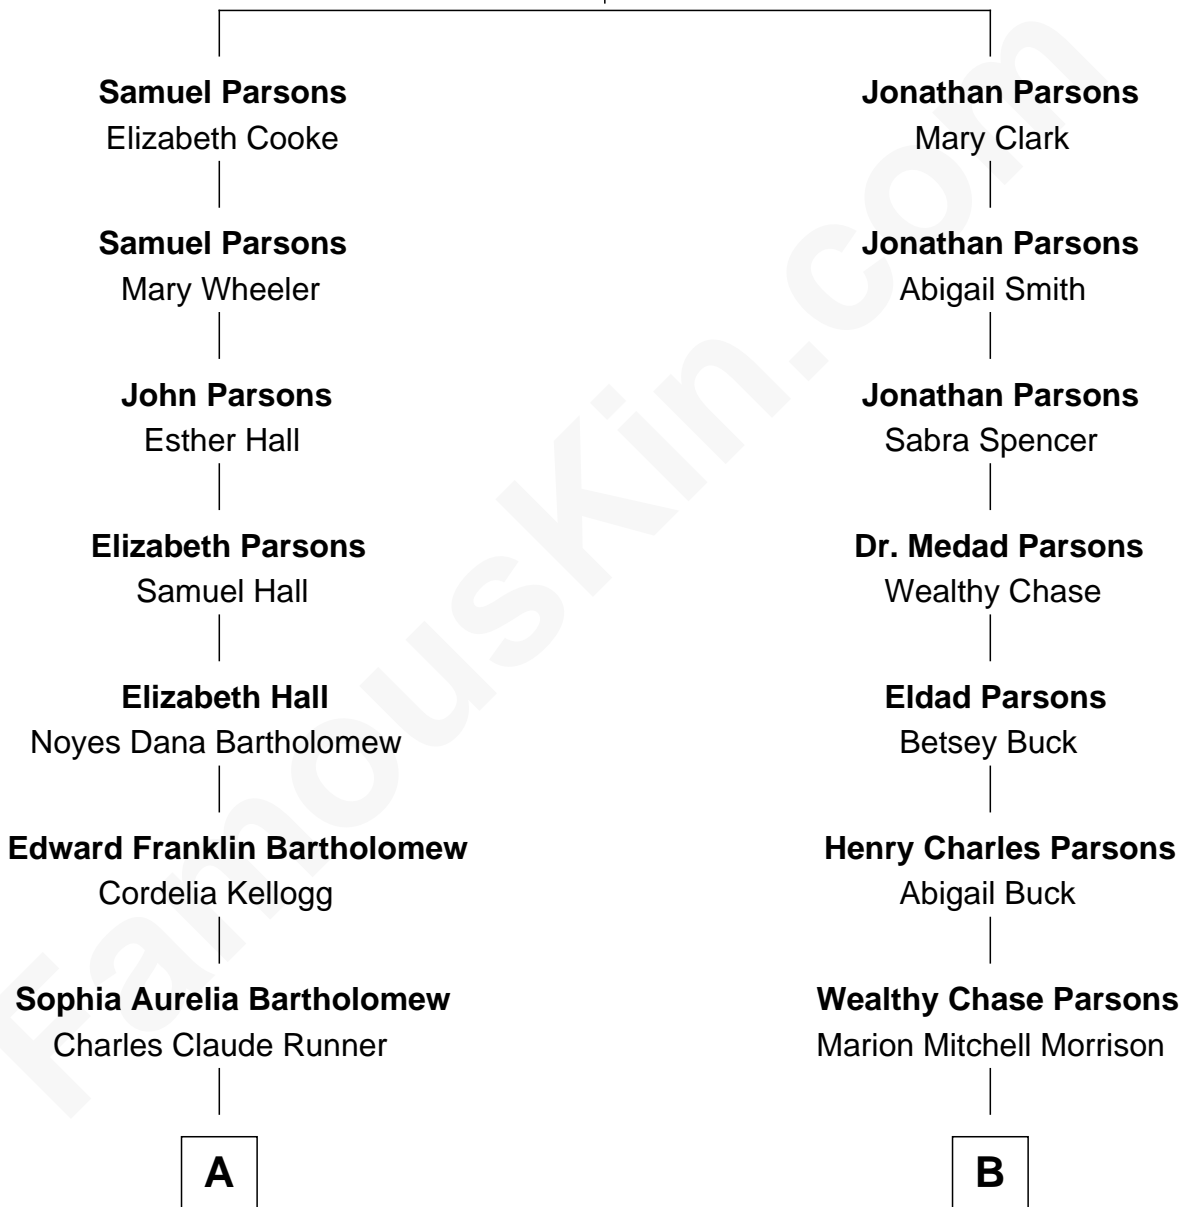 Samuel Parsons
Elizabeth Cooke
Samuel Parsons
Mary Wheeler
John Parsons
Esther Hall
Elizabeth Parsons
Samuel Hall
Elizabeth Hall
Noyes Dana Bartholomew
Edward Franklin Bartholomew
Cordelia Kellogg
Sophia Aurelia Bartholomew
Charles Claude Runner
A
Jonathan Parsons
Mary Clark
Jonathan Parsons
Abigail Smith
Jonathan Parsons
Sabra Spencer
Dr. Medad Parsons
Wealthy Chase
Eldad Parsons
Betsey Buck
Henry Charles Parsons
Abigail Buck
Wealthy Chase Parsons
Marion Mitchell Morrison
B
FamousKin.com